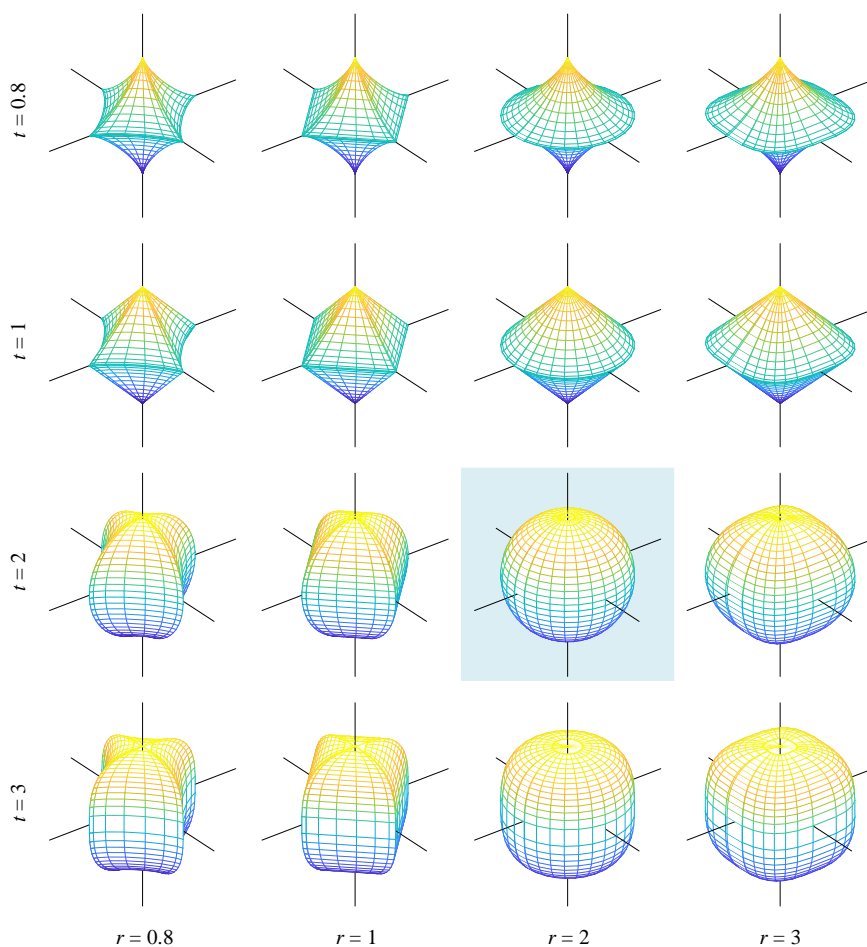 t = 0.8
t = 1
t = 2
t = 3
r = 0.8
r = 1
r = 2
r = 3